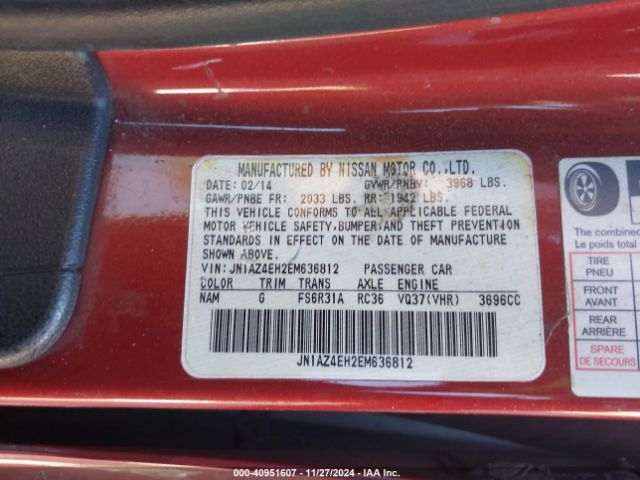 MANUFACTURED BY NISSAN MOTOR CO.,LTD.
DATE: 02/14 GVWR/PNBV: 3968 LBS.
GAWR/PNBE FR: 2033 LBS. RR: 1942 LBS.
THIS VEHICLE CONFORMS TO ALL APPLICABLE FEDERAL
MOTOR VEHICLE SAFETY,BUMPER,AND THEFT PREVENTION
STANDARDS IN EFFECT ON THE DATE OF MANUFACTURE
SHOWN ABOVE.
VIN: JN1AZ4EH2EM636812 PASSENGER CAR
COLOR TRIM TRANS AXLE ENGINE
NAM G FS6R31A RC36 VQ37(VHR) 3696CC
JN1AZ4EH2EM636812
The combined
Le poids total
TIRE
PNEU
FRONT
AVANT
REAR
ARRIÈRE
SPARE
DE SECOURS
000-40951607 - 11/27/2024 - IAA Inc.